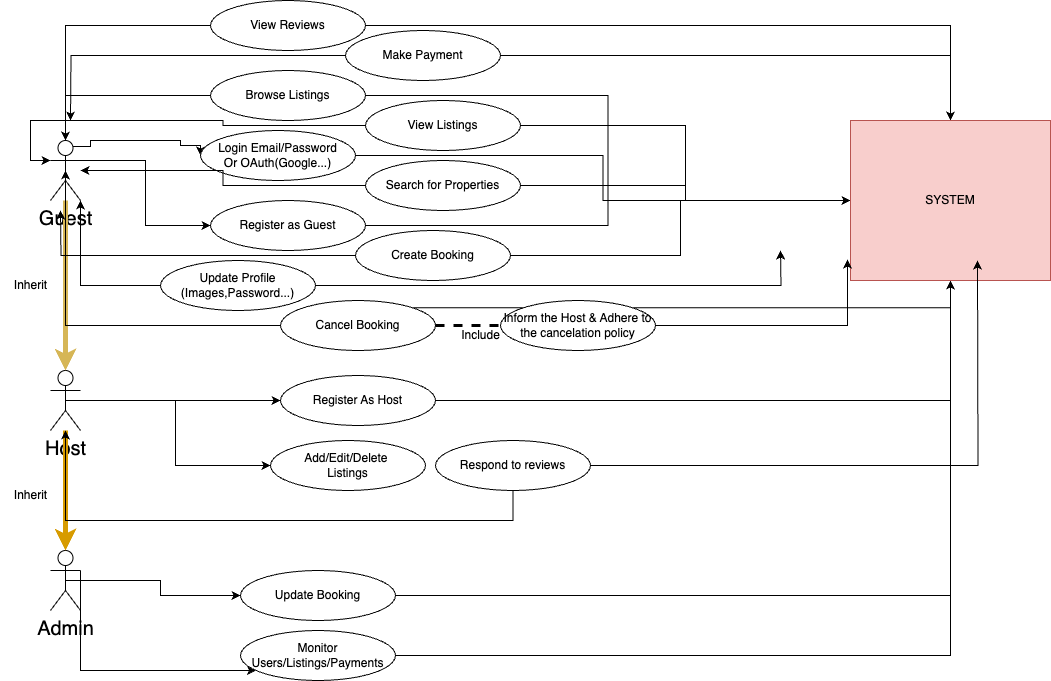 View Reviews
Make Payment
Browse Listings
View Listings
Login Email/Password
Or OAuth(Google...)
Search for Properties
SYSTEM
Guest
Register as Guest
Create Booking
Inherit
Update Profile
(Images,Password...)
Cancel Booking
Include
Inform the Host & Adhere to
the cancelation policy
Register As Host
Host
Add/Edit/Delete
Listings
Respond to reviews
Inherit
Update Booking
Admin
Monitor
Users/Listings/Payments